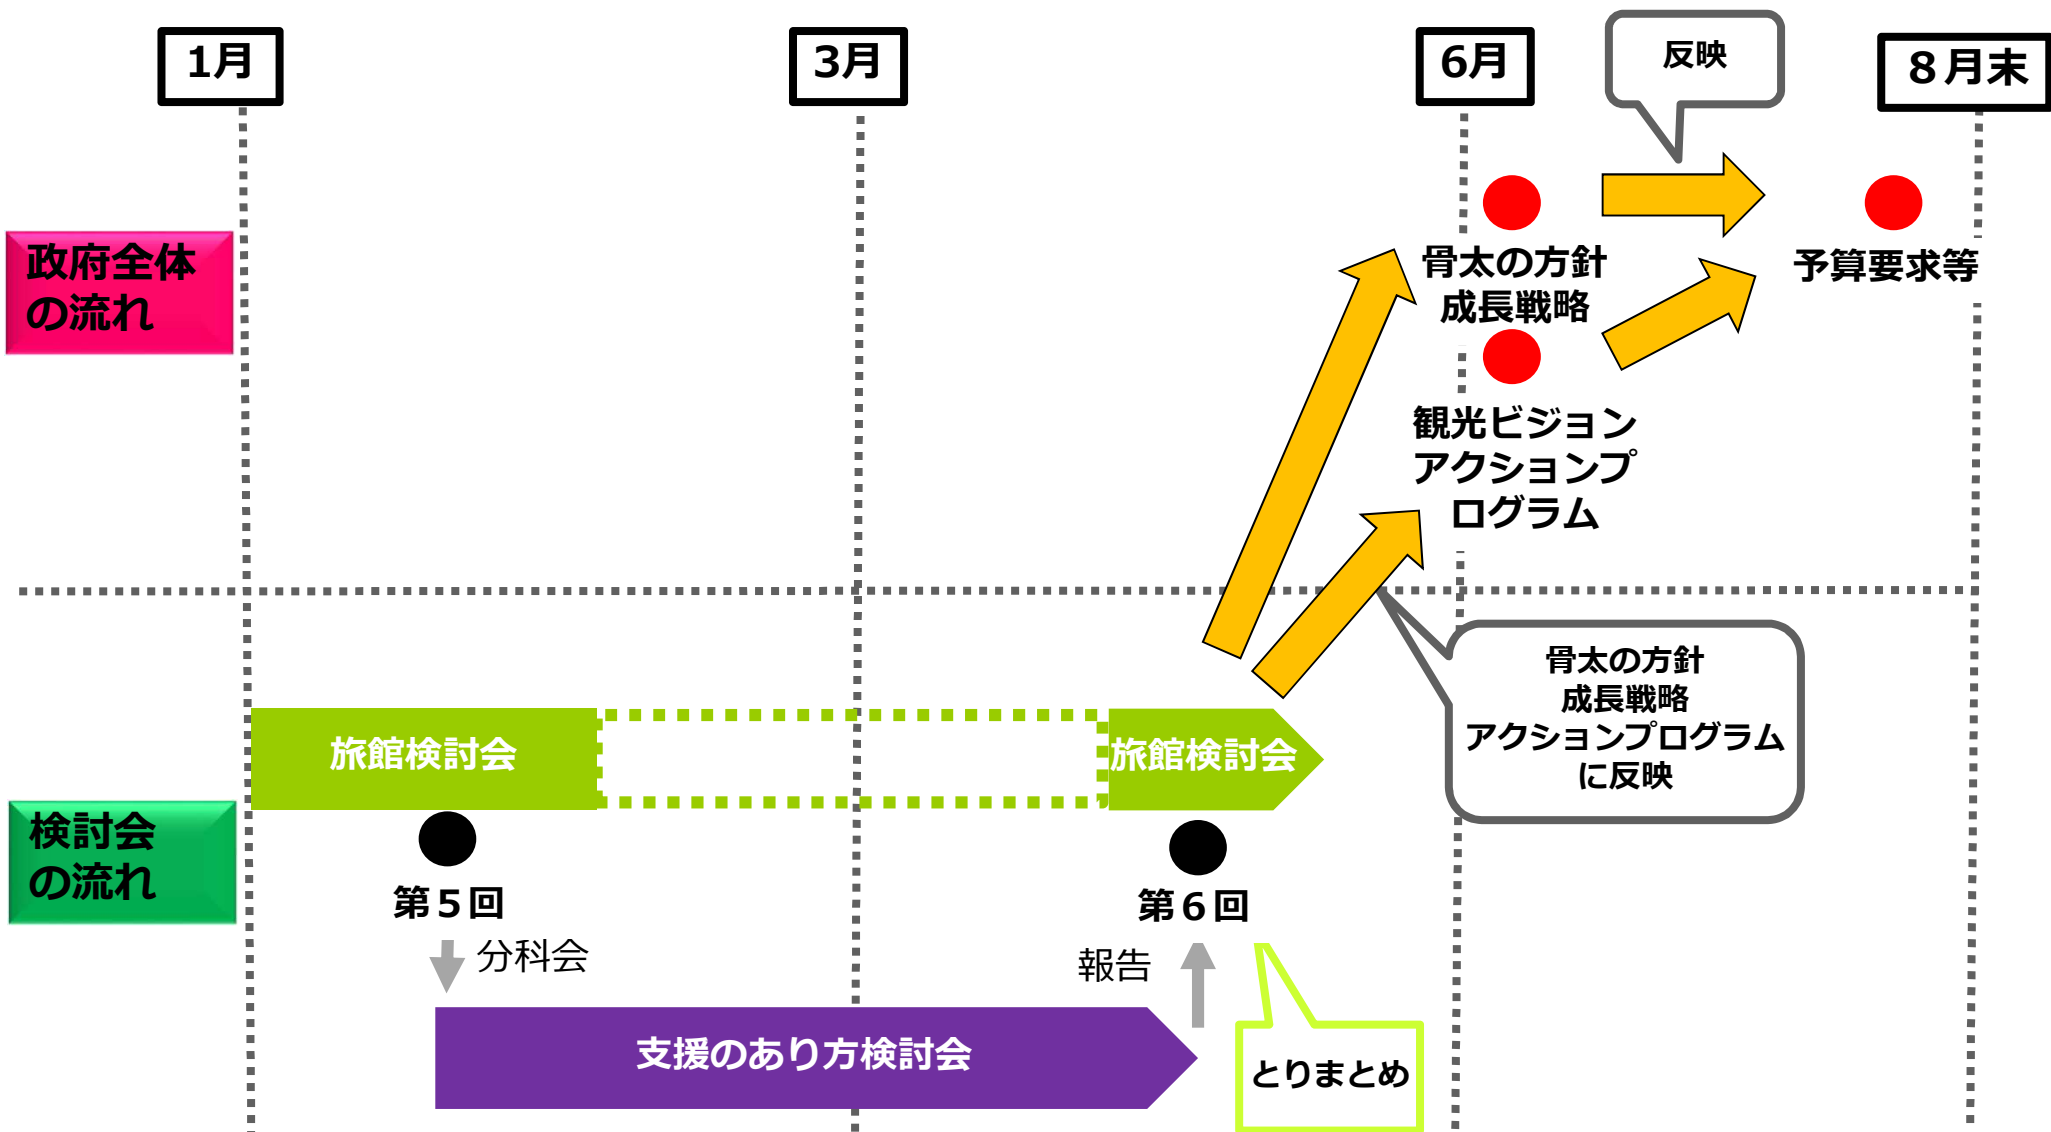 1月
3月
6月
反映
８月末
政府全体
の流れ
骨太の方針
成長戦略
予算要求等
観光ビジョン
アクションプ
ログラム
骨太の方針
成長戦略
アクションプログラム
に反映
旅館検討会
旅館検討会
検討会
の流れ
第５回
第６回
分科会
報告
支援のあり方検討会
とりまとめ